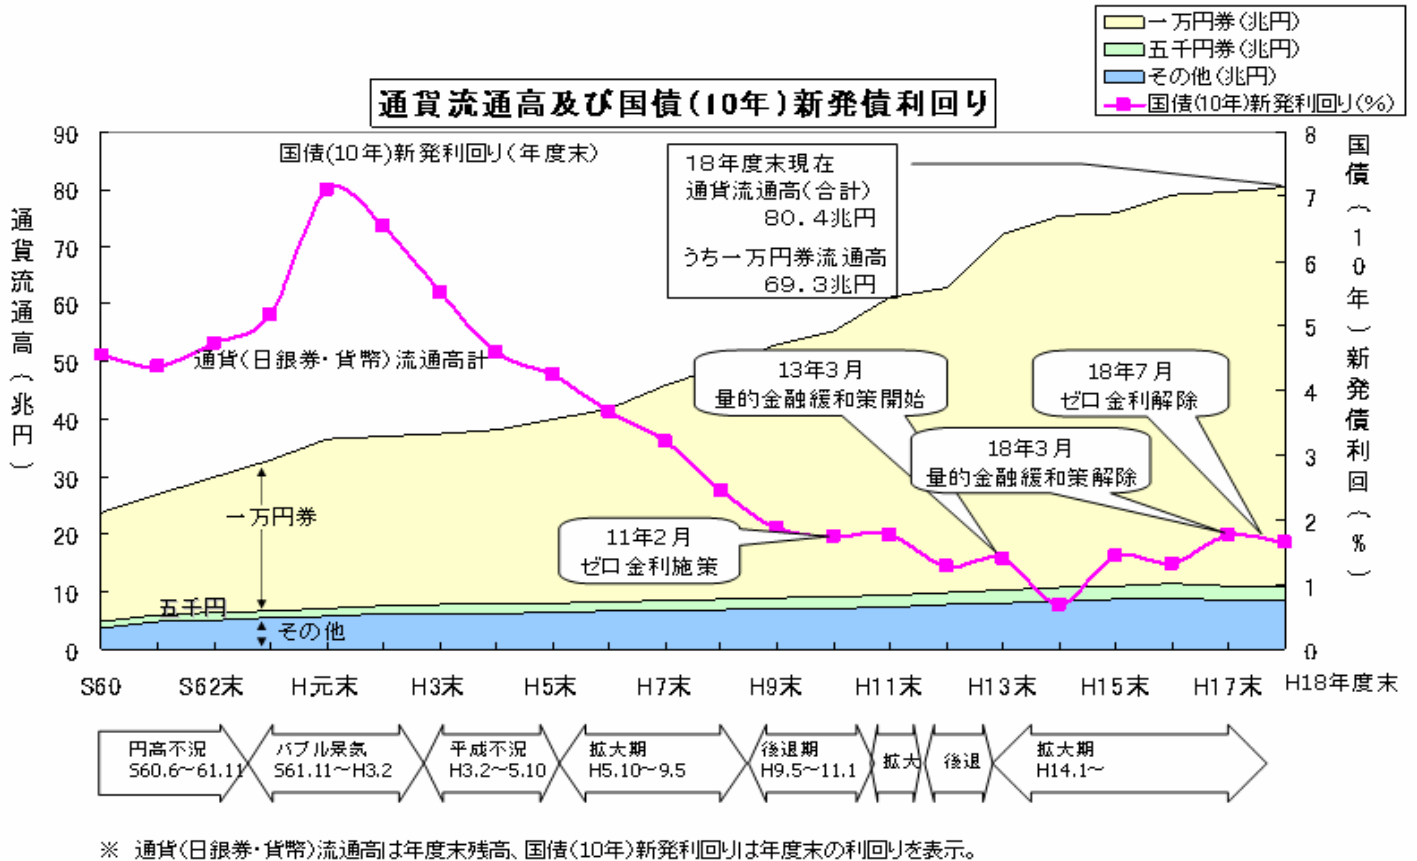 一万円券(兆円)
五千円券(兆円)
その他(兆円)
国債(10年)新発利回り(%)
通貨流通高及び国債(10年)新発債利回り
国債(10年)新発利回り(年度末)
18年度末現在
通貨流通高(合計)
80.4兆円
うち一万円券流通高
69.3兆円
通貨流通高(兆円)
90
80
70
60
50
40
30
20
10
0
国債(10年)新発債利回(%)
8
7
6
5
4
3
2
1
0
通貨(日銀券・貨幣)流通高計
13年3月
量的金融緩和策開始
18年7月
ゼロ金利解除
18年3月
量的金融緩和策解除
11年2月
ゼロ金利施策
一万円券
五千円
その他
S60
S62末
H元末
H3末
H5末
H7末
H9末
H11末
H13末
H15末
H17末
H18年度末
円高不況
S60.6~61.11
バブル景気
S61.11~H3.2
平成不況
H3.2~5.10
拡大期
H5.10~9.5
後退期
H9.5~11.1
拡大
後退
拡大期
H14.1~
※ 通貨(日銀券・貨幣)流通高は年度末残高、国債(10年)新発利回りは年度末の利回りを表示。